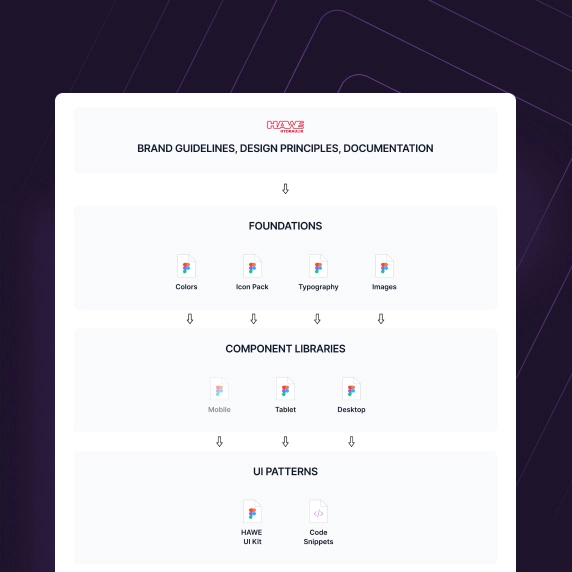 HAWE
HYDRAULIK
BRAND GUIDELINES, DESIGN PRINCIPLES, DOCUMENTATION
FOUNDATIONS
Colors Icon Pack Typography Images
COMPONENT LIBRARIES
Mobile Tablet Desktop
UI PATTERNS
HAWE Code
UI Kit Snippets